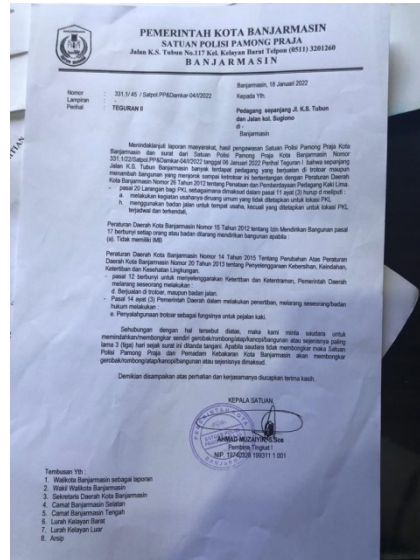 PEMERINTAH KOTA BANJARMASIN
SATUAN POLISI PAMONG PRAJA
Jalan K.S. Tubun No.117 Kel. Kelayan Barat Telpon (0511) 3201260
BANJARMASIN
Banjarmasin, 18 Januari 2022
Nomor : 331.1/ 45 / Satpol.PP&Damkar-04/I/2022
Kepada Yth.
Lampiran : -
Perihal : TEGURAN II
Pedagang sepanjang Jl. K.S. Tubun
dan Jalan kol. Sugiono
di -
Banjarmasin
Menindaklanjuti laporan masyarakat, hasil pengawasan Satuan Polisi Pamong Praja Kota
Banjarmasin dan surat dari Satuan Pamong Praja Kota Banjarmasin Nomor
331.1/22/Satpol.PP&Damkar-04/I/2022 tanggal 08 Januari 2022 Perihal Teguran I. bahwa sepanjang
Jalan K.S. Tubun Banjarmasin banyak terdapat pedagang yang berjualan di trotoar maupun
menambah bangunan yang menjorok sampai ketrotoar ini bertentangan dengan Peraturan Daerah
Kota Banjarmasin Nomor 26 Tahun 2012 tentang Penataan dan Pemberdayaan Pedagang Kaki Lima.
- pasal 20 Larangan bagi PKL sebagaimana dimaksud dalam pasal 11 ayat (3) hurup d meliputi :
a. melakukan kegiatan usahanya diruang umum yang tidak ditetapkan untuk lokasi PKL
h. menggunakan badan jalan untuk tempat usaha, kecuali yang ditetapkan untuk lokasi PKL
terjadwal dan terkendali.
Peraturan Daerah Kota Banjarmasin Nomor 15 Tahun 2012 tentang Izin Mendirikan Bangunan pasal
17 berbunyi setiap orang atau badan dilarang mendirikan bangunan apabila :
(a). Tidak memiliki IMB
Peraturan Daerah Kota Banjarmasin Nomor 14 Tahun 2015 Tentang Perubahan Atas Peraturan
Daerah Kota Banjarmasin Nomor 20 Tahun 2013 tentang Penyelenggaraan Kebersihan, Keindahan,
Ketertiban dan Kesehatan Lingkungan.
- pasal 12 berbunyi untuk menyelenggarakan Ketertiban dan Ketentraman, Pemerintah Daerah
melarang seseorang melakukan :
d. Berjualan di trotoar, maupun badan jalan.
- Pasal 14 ayat (3) Pemerintah Daerah dalam melakukan penertiban, melarang seseorang/badan
hukum melakukan :
e. Penyalahgunaan trotoar sebagai fungsinya untuk pejalan kaki.
Sehubungan dengan hal tersebut diatas, maka kami minta saudara untuk
memindahkan/membongkar sendiri gerobak/rombong/atap/kanopi/bangunan atau sejenisnya paling
lama 3 (tiga) hari sejak surat ini ditanda tangani. Apabila saudara tidak membongkar maka Satuan
Polisi Pamong Praja dan Pemadam Kebakaran Kota Banjarmasin akan membongkar
gerobak/rombong/atap/kanopi/bangunan atau sejenisnya dimaksud.
Demikian disampaikan atas perhatian dan kerjasamanya diucapkan terima kasih.
KEPALA SATUAN,
AHMAD MUZAIYIN, S.Sos
Pembina Tingkat I
Tembusan Yth :
1. Walikota Banjarmasin sebagai laporan
2. Wakil Walikota Banjarmasin
3. Sekretaris Daerah Kota Banjarmasin
4. Camat Banjarmasin Selatan
5. Camat Banjarmasin Tengah
6. Lurah Kelayan Barat
7. Lurah Kelayan Luar
8. Arsip